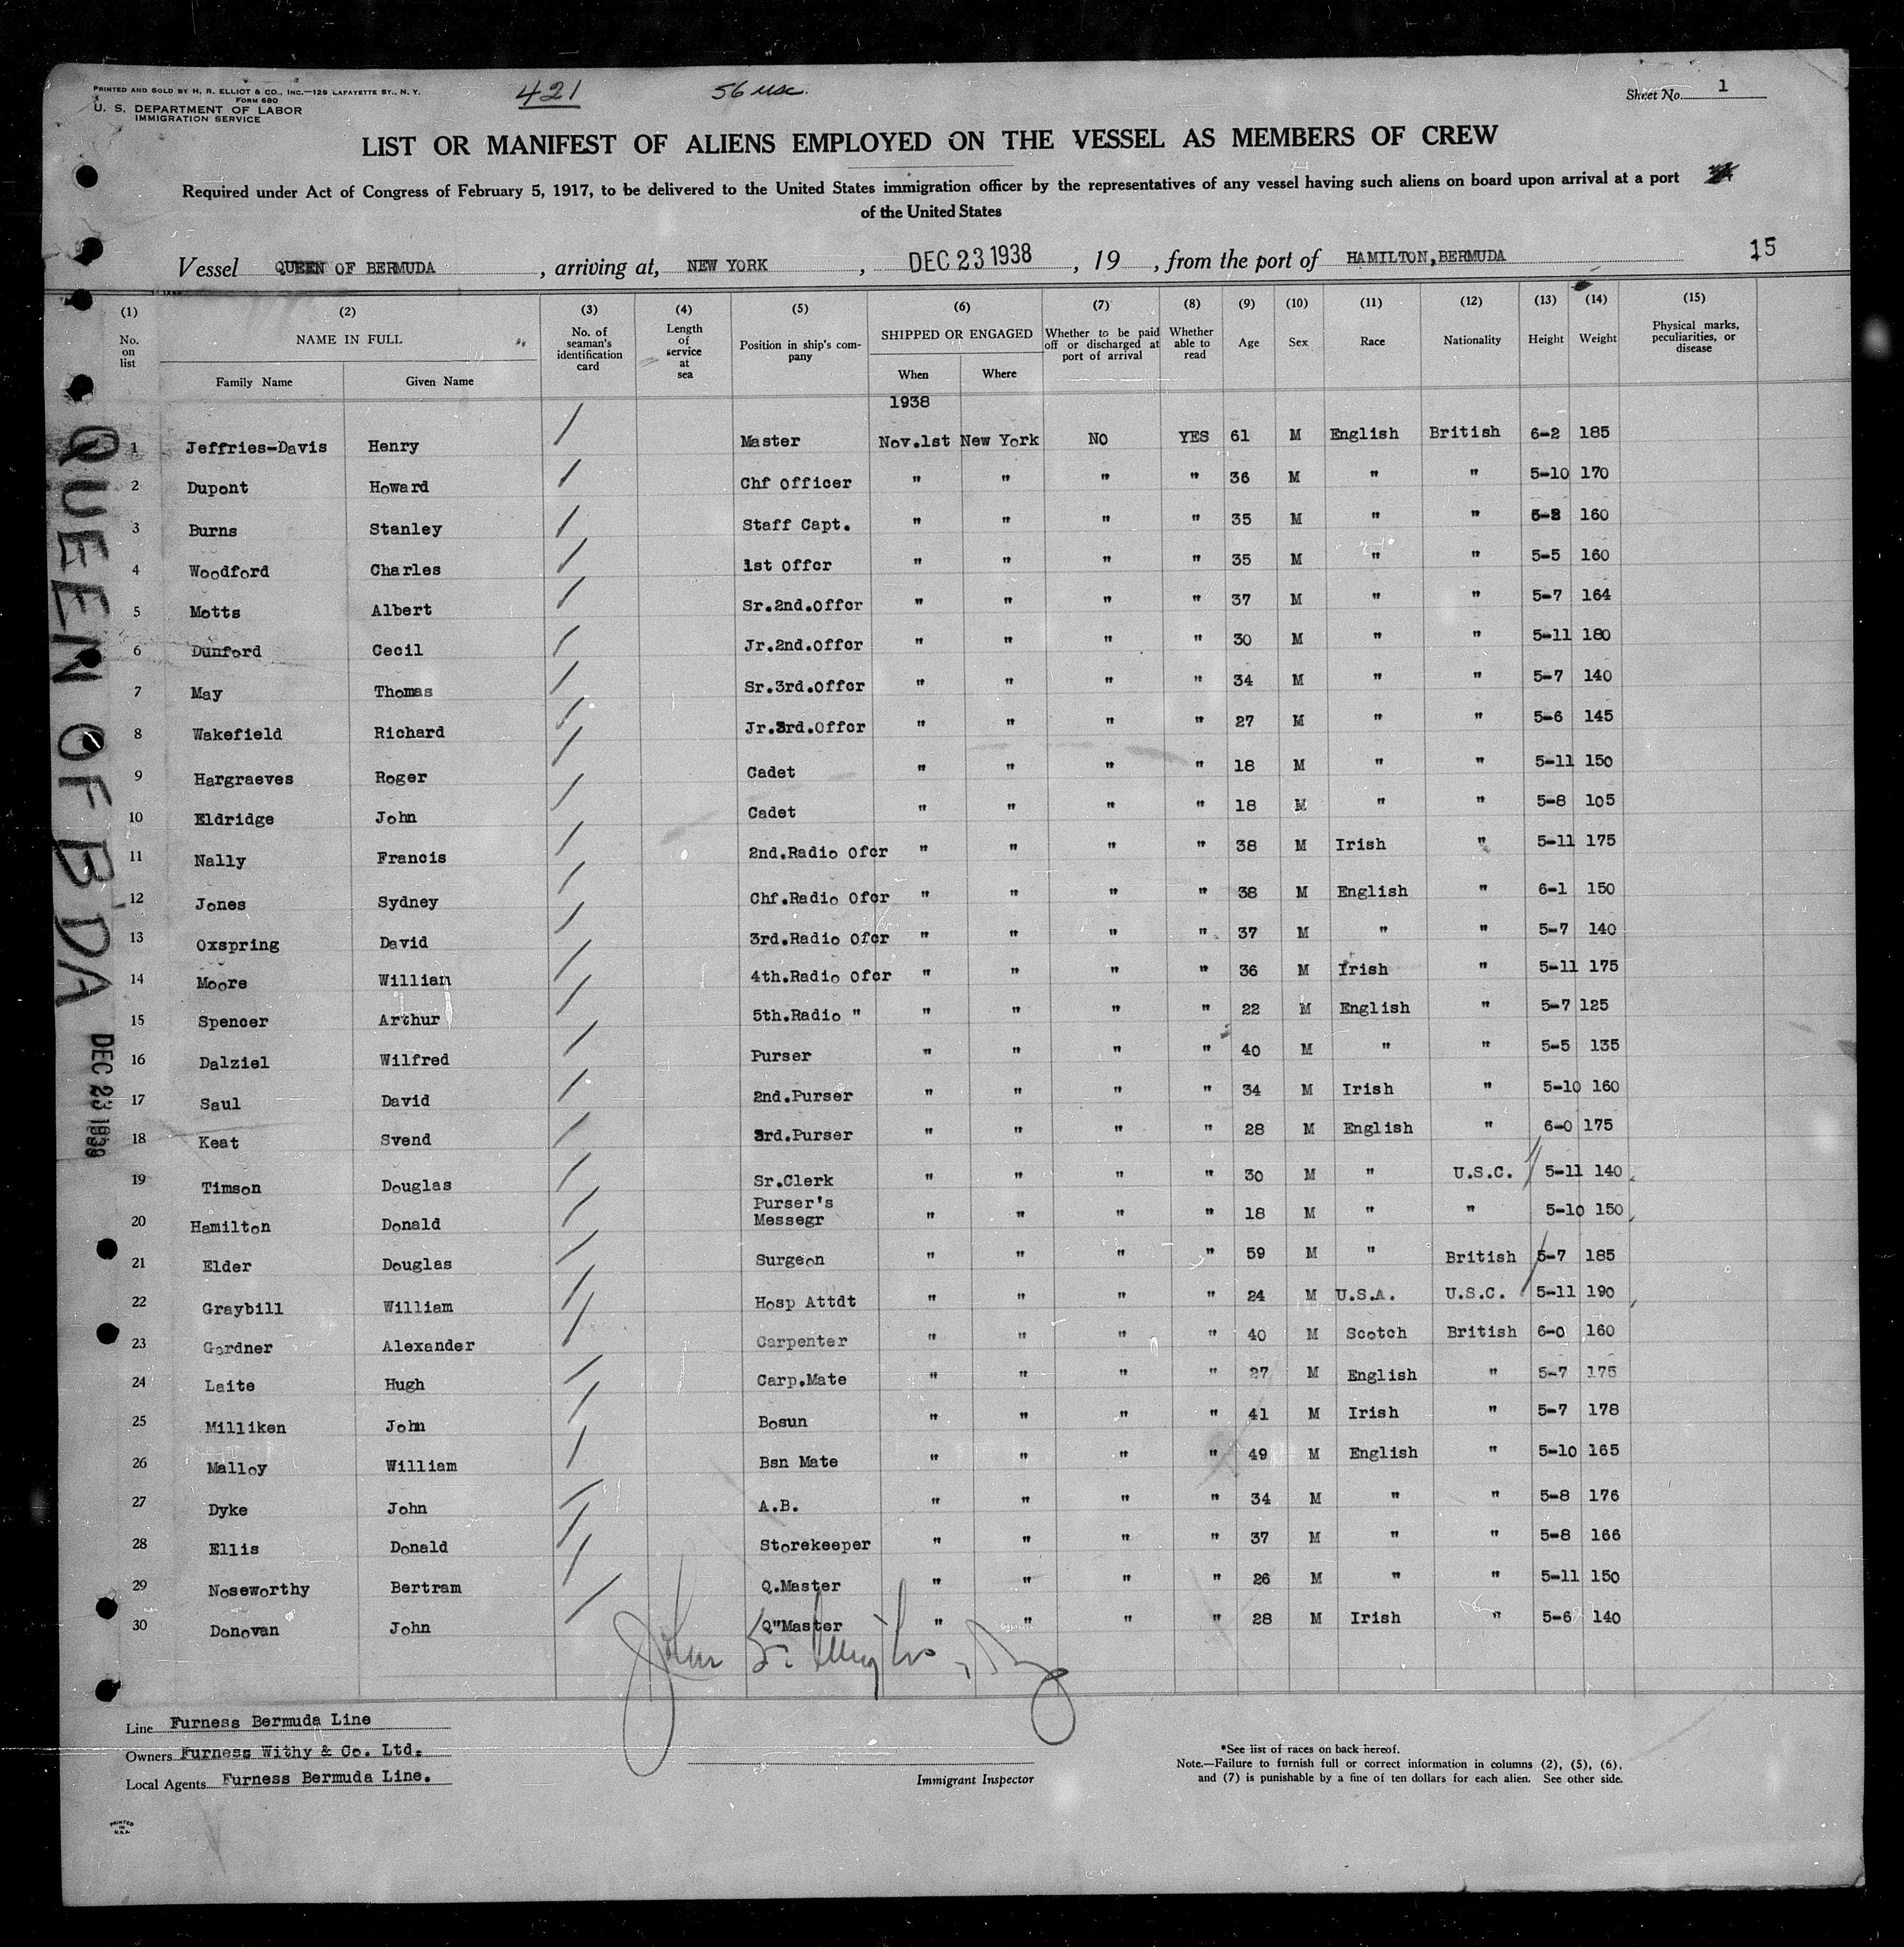 PRINTED AND SOLD BY H. R. ELLIOT & CO., INC.—129 LAFAYETTE ST., N. Y.
FORM 680
U. S. DEPARTMENT OF LABOR
IMMIGRATION SERVICE
421
56 usc.
Sheet No. 1
LIST OR MANIFEST OF ALIENS EMPLOYED ON THE VESSEL AS MEMBERS OF CREW
Required under Act of Congress of February 5, 1917, to be delivered to the United States immigration officer by the representatives of any vessel having such aliens on board upon arrival at a port
of the United States
15
Vessel QUEEN OF BERMUDA, arriving at, NEW YORK, DEC 23 1938, 19 , from the port of HAMILTON,BERMUDA
(1) (2) (3) (4) (5) (6) (7) (8) (9) (10) (11) (12) (13) (14) (15)
No. on list NAME IN FULL Family Name Given Name No. of seaman's identification card Length of service at sea Position in ship's company SHIPPED OR ENGAGED When Where Whether to be paid off or discharged at port of arrival Whether able to read Age Sex Race Nationality Height Weight Physical marks, peculiarities, or disease
1938
1 Jeffries-Davis Henry Master Nov.1st New York NO YES 61 M English British 6-2 185
2 Dupont Howard Chf Officer " " " " 36 M " " 5-10 170
3 Burns Stanley Staff Capt. " " " " 35 M " " 160
4 Woodford Charles 1st Offcr " " " " 35 M " " 5-5 160
5 Motts Albert Sr.2nd.Offcr " " " " 37 M " " 5-7 164
6 Dunford Cecil Jr.2nd.Offcr " " " " 30 M " " 5-11 180
7 May Thomas Sr.3rd.Offcr " " " " 34 M " " 5-7 140
8 Wakefield Richard Jr.3rd.Offcr " " " " 27 M " " 5-6 145
9 Hargraeves Roger Cadet " " " " 18 M " " 5-11 150
10 Eldridge John Cadet " " " " 18 M " " 5-8 105
11 Nally Francis 2nd.Radio Ofcr " " " " 38 M Irish " 5-11 175
12 Jones Sydney Chf.Radio Ofcr " " " " 38 M English " 6-1 150
13 Oxspring David 3rd.Radio Ofcr " " " " 37 M " " 5-7 140
14 Moore William 4th.Radio Ofcr " " " " 36 M Irish " 5-11 175
15 Spencer Arthur 5th.Radio " " " " " 22 M English " 5-7 125
16 Dalziel Wilfred Purser " " " " 40 M " " 5-5 135
17 Saul David 2nd.Purser " " " " 34 M Irish " 5-10 160
18 Keat Svend 3rd.Purser " " " " 28 M English " 6-0 175
19 Timson Douglas Sr.Clerk " " " " 30 M " U.S.C. 5-11 140
20 Hamilton Donald Purser's Messegr " " " " 18 M " " 5-10 150
21 Elder Douglas Surgeon " " " " 59 M " British 5-7 185
22 Graybill William Hosp Attdt " " " " 24 M U.S.A. U.S.C. 5-11 190
23 Gardner Alexander Carpenter " " " " 40 M Scotch British 6-0 160
24 Laite Hugh Carp.Mate " " " " 27 M English " 5-7 175
25 Milliken John Bosun " " " " 41 M Irish " 5-7 178
26 Malloy William Bsn Mate " " " " 49 M English " 5-10 165
27 Dyke John A.B. " " " " 34 M " " 5-8 176
28 Ellis Donald Storekeeper " " " " 37 M " " 5-8 166
29 Noseworthy Bertram Q.Master " " " " 26 M " " 5-11 150
30 Donovan John Q"Master " " " " 28 M Irish " 5-6 140
QUEEN OF BDA
DEC 23 1938
John
Line Furness Bermuda Line
Owners Furness Withy & Co. Ltd.
Local Agents Furness Bermuda Line.
Immigrant Inspector
*See list of races on back hereof.
Note.—Failure to furnish full or correct information in columns (2), (5), (6),
and (7) is punishable by a fine of ten dollars for each alien. See other side.
PRINTED
IN
U.S.A.